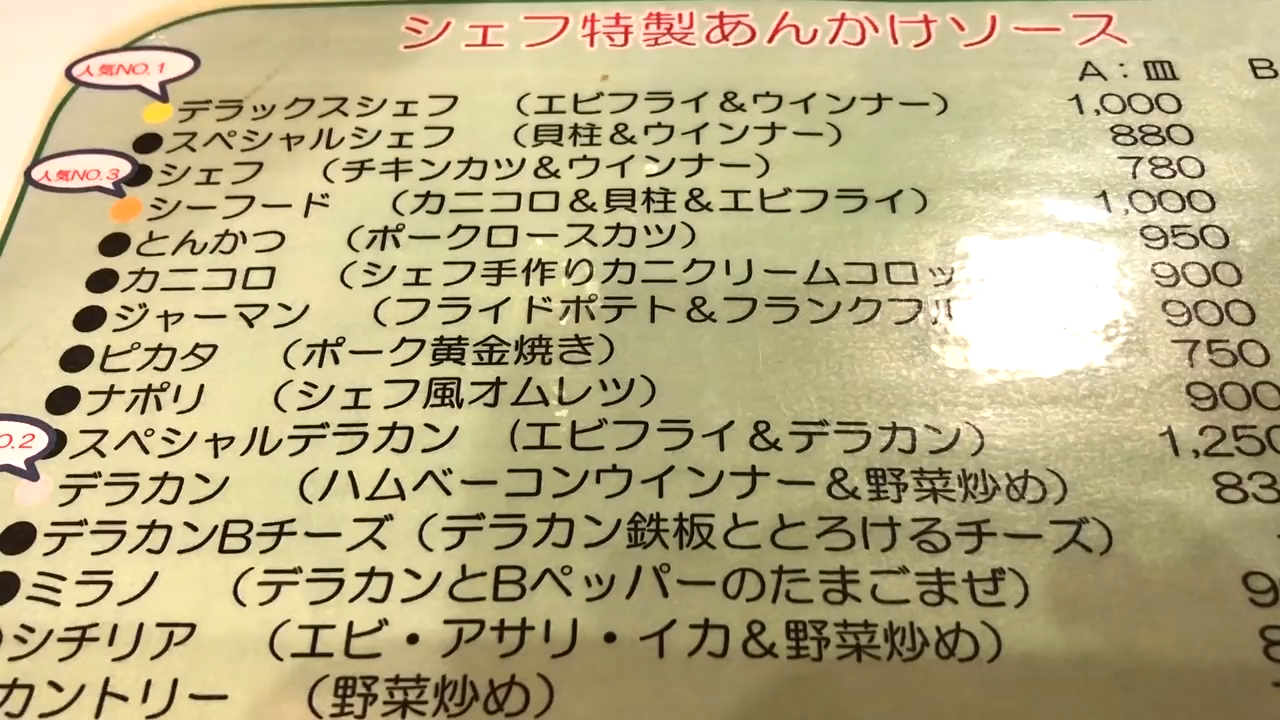 シェフ特製あんかけソース
A:皿 B
人気NO.1
デラックスシェフ (エビフライ&ウインナー) 1,000
●スペシャルシェフ (貝柱&ウインナー) 880
人気NO.3
●シェフ (チキンカツ&ウインナー) 780
シーフード (カニコロ&貝柱&エビフライ) 1,000
●とんかつ (ポークロースカツ) 950
●カニコロ (シェフ手作りカニクリームコロッ 900
●ジャーマン (フライドポテト&フランクフル 900
●ピカタ (ポーク黄金焼き) 750
●ナポリ (シェフ風オムレツ) 900
O.2
●スペシャルデラカン (エビフライ&デラカン) 1,250
デラカン (ハムベーコンウインナー&野菜炒め) 83
●デラカンBチーズ (デラカン鉄板ととろけるチーズ)
●ミラノ (デラカンとBペッパーのたまごまぜ) 9
シチリア (エビ・アサリ・イカ&野菜炒め) 8
カントリー (野菜炒め)